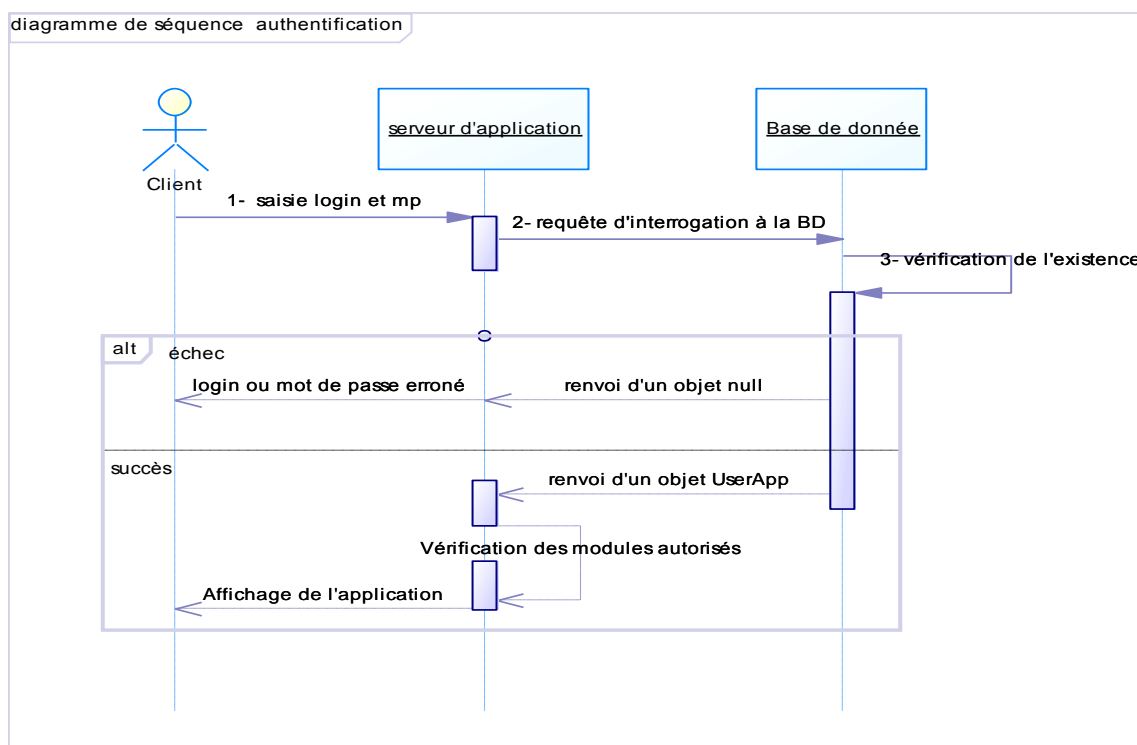 diagramme de séquence authentification
serveur d'application
Base de donnée
Client
1- saisie login et mp
2- requête d'interrogation à la BD
3- vérification de l'existence
alt
échec
login ou mot de passe erroné
renvoi d'un objet null
succès
renvoi d'un objet UserApp
Vérification des modules autorisés
Affichage de l'application